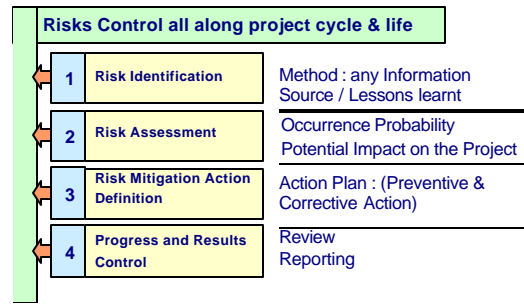 Risks Control all along project cycle & life
1 Risk Identification
Method : any Information
Source / Lessons learnt
2 Risk Assessment
Occurrence Probability
Potential Impact on the Project
3 Risk Mitigation Action
Definition
Action Plan : (Preventive &
Corrective Action)
4 Progress and Results
Control
Review
Reporting